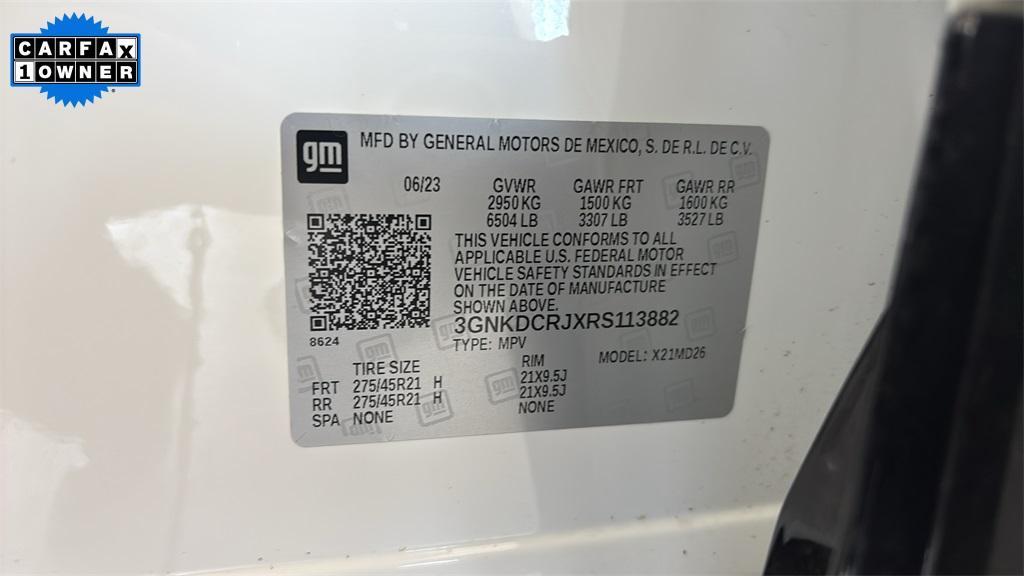 CARFAX
1 OWNER
gm
MFD BY GENERAL MOTORS DE MEXICO, S. DE R.L. DE C.V.
06/23 GVWR GAWR FRT GAWR RR
2950 KG 1500 KG 1600 KG
6504 LB 3307 LB 3527 LB
THIS VEHICLE CONFORMS TO ALL
APPLICABLE U.S. FEDERAL MOTOR
VEHICLE SAFETY STANDARDS IN EFFECT
ON THE DATE OF MANUFACTURE
SHOWN ABOVE.
3GNKDCRJXRS113882
8624
TYPE: MPV MODEL: X21MD26
TIRE SIZE RIM
FRT 275/45R21 H 21X9.5J
RR 275/45R21 H 21X9.5J
SPA NONE NONE